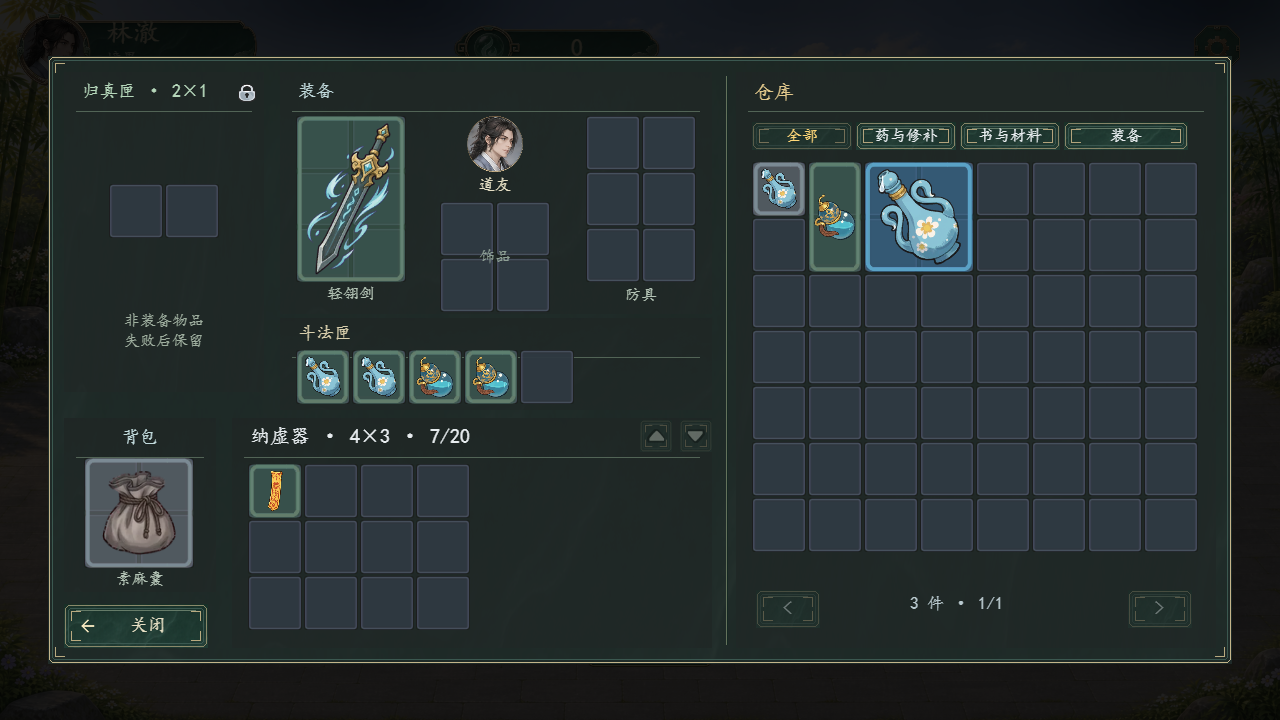 林澈
0
归真匣 • 2×1
装备
仓库
全部
药与修补
书与材料
装备
道友
饰品
轻翎剑
防具
非装备物品
失败后保留
斗法匣
背包
纳虚器 • 4×3 • 7/20
素麻囊
关闭
3 件 • 1/1